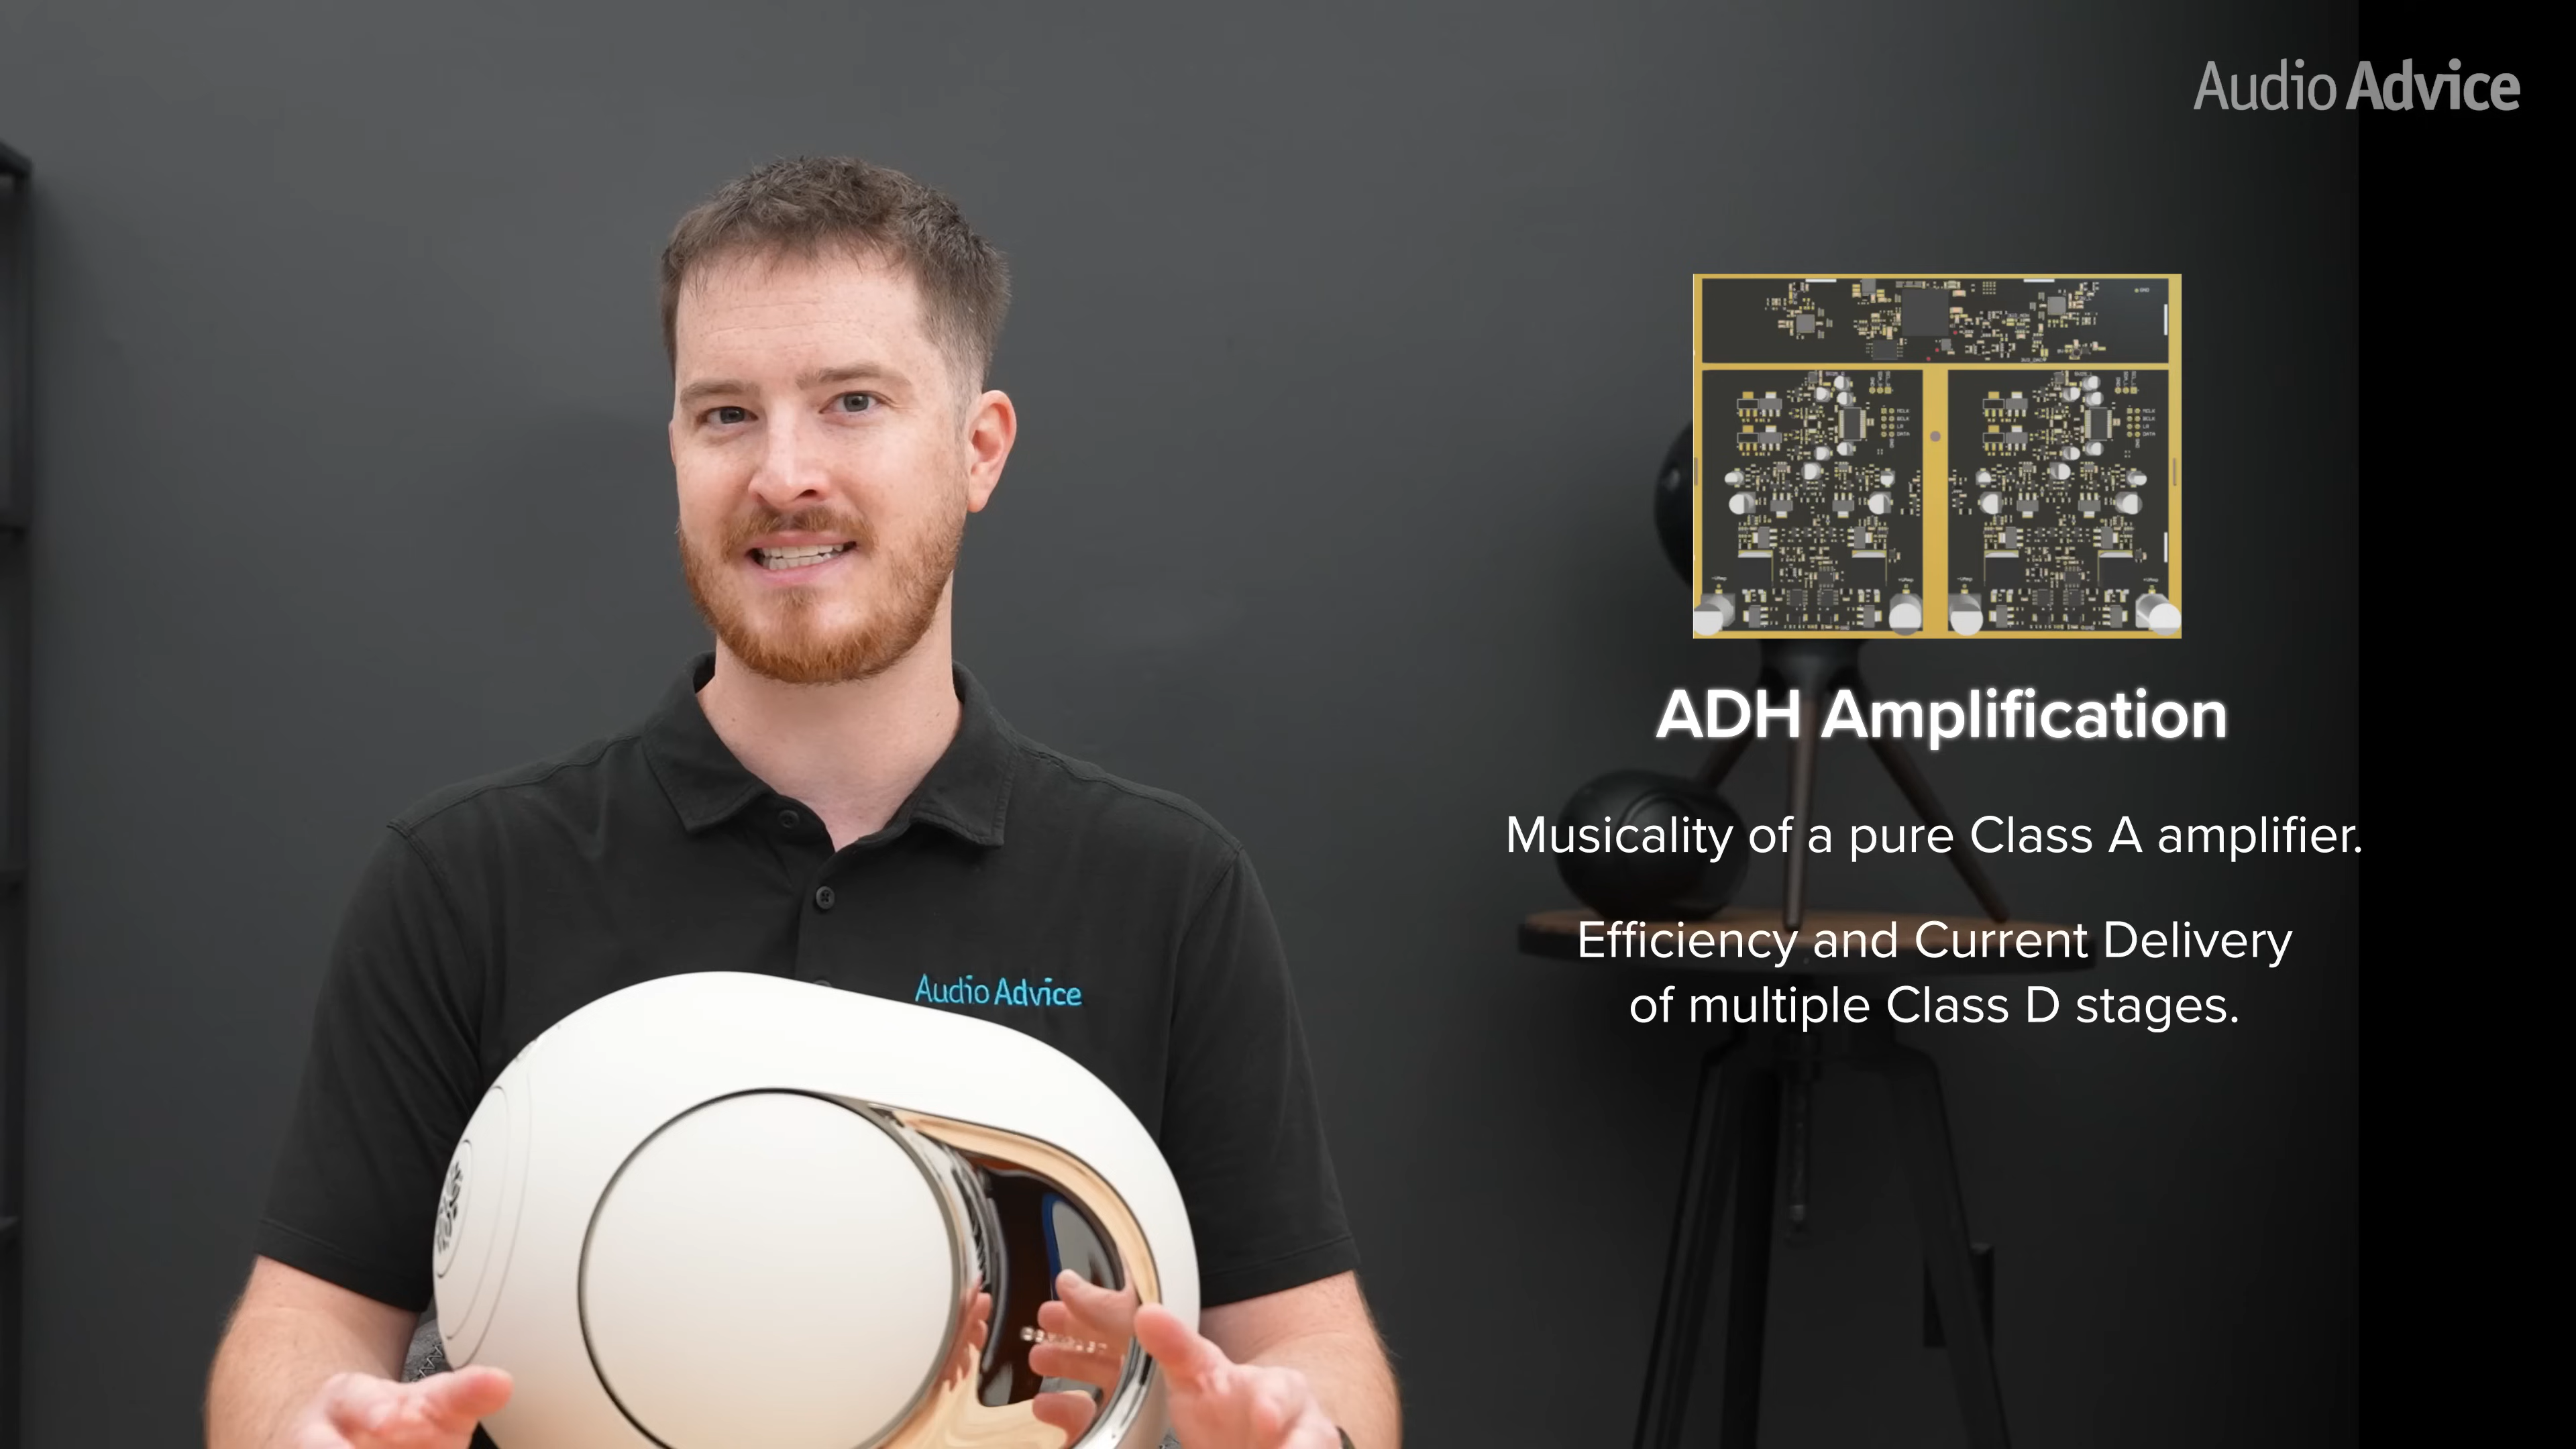 Audio Advice
ADH Amplification
Musicality of a pure Class A amplifier.
Efficiency and Current Delivery
of multiple Class D stages.
Audio Advice